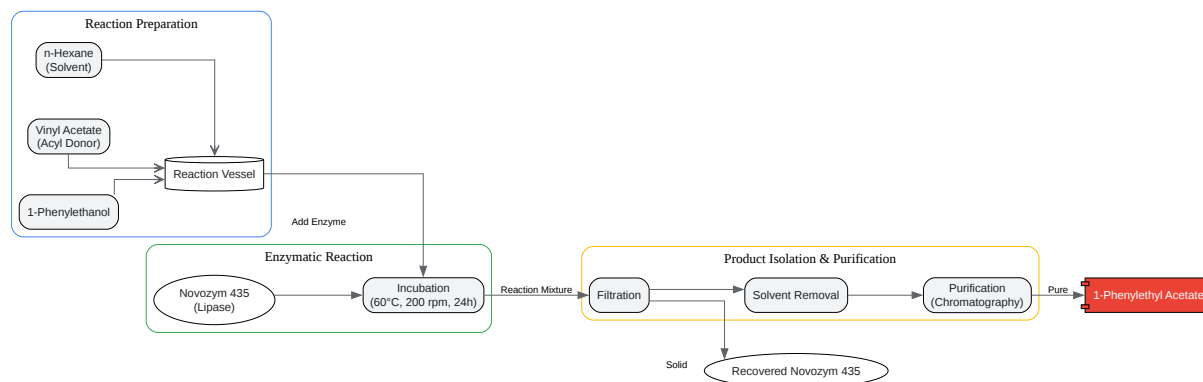 Reaction Preparation
n-Hexane
(Solvent)
Vinyl Acetate
(Acyl Donor)
Reaction Vessel
1-Phenylethanol
Add Enzyme
Enzymatic Reaction
Novozym 435
(Lipase)
Incubation
(60°C, 200 rpm, 24h)
Reaction Mixture
Product Isolation & Purification
Filtration
Solvent Removal
Purification
(Chromatography)
Pure
1-Phenylethyl Acetate
Solid
Recovered Novozym 435